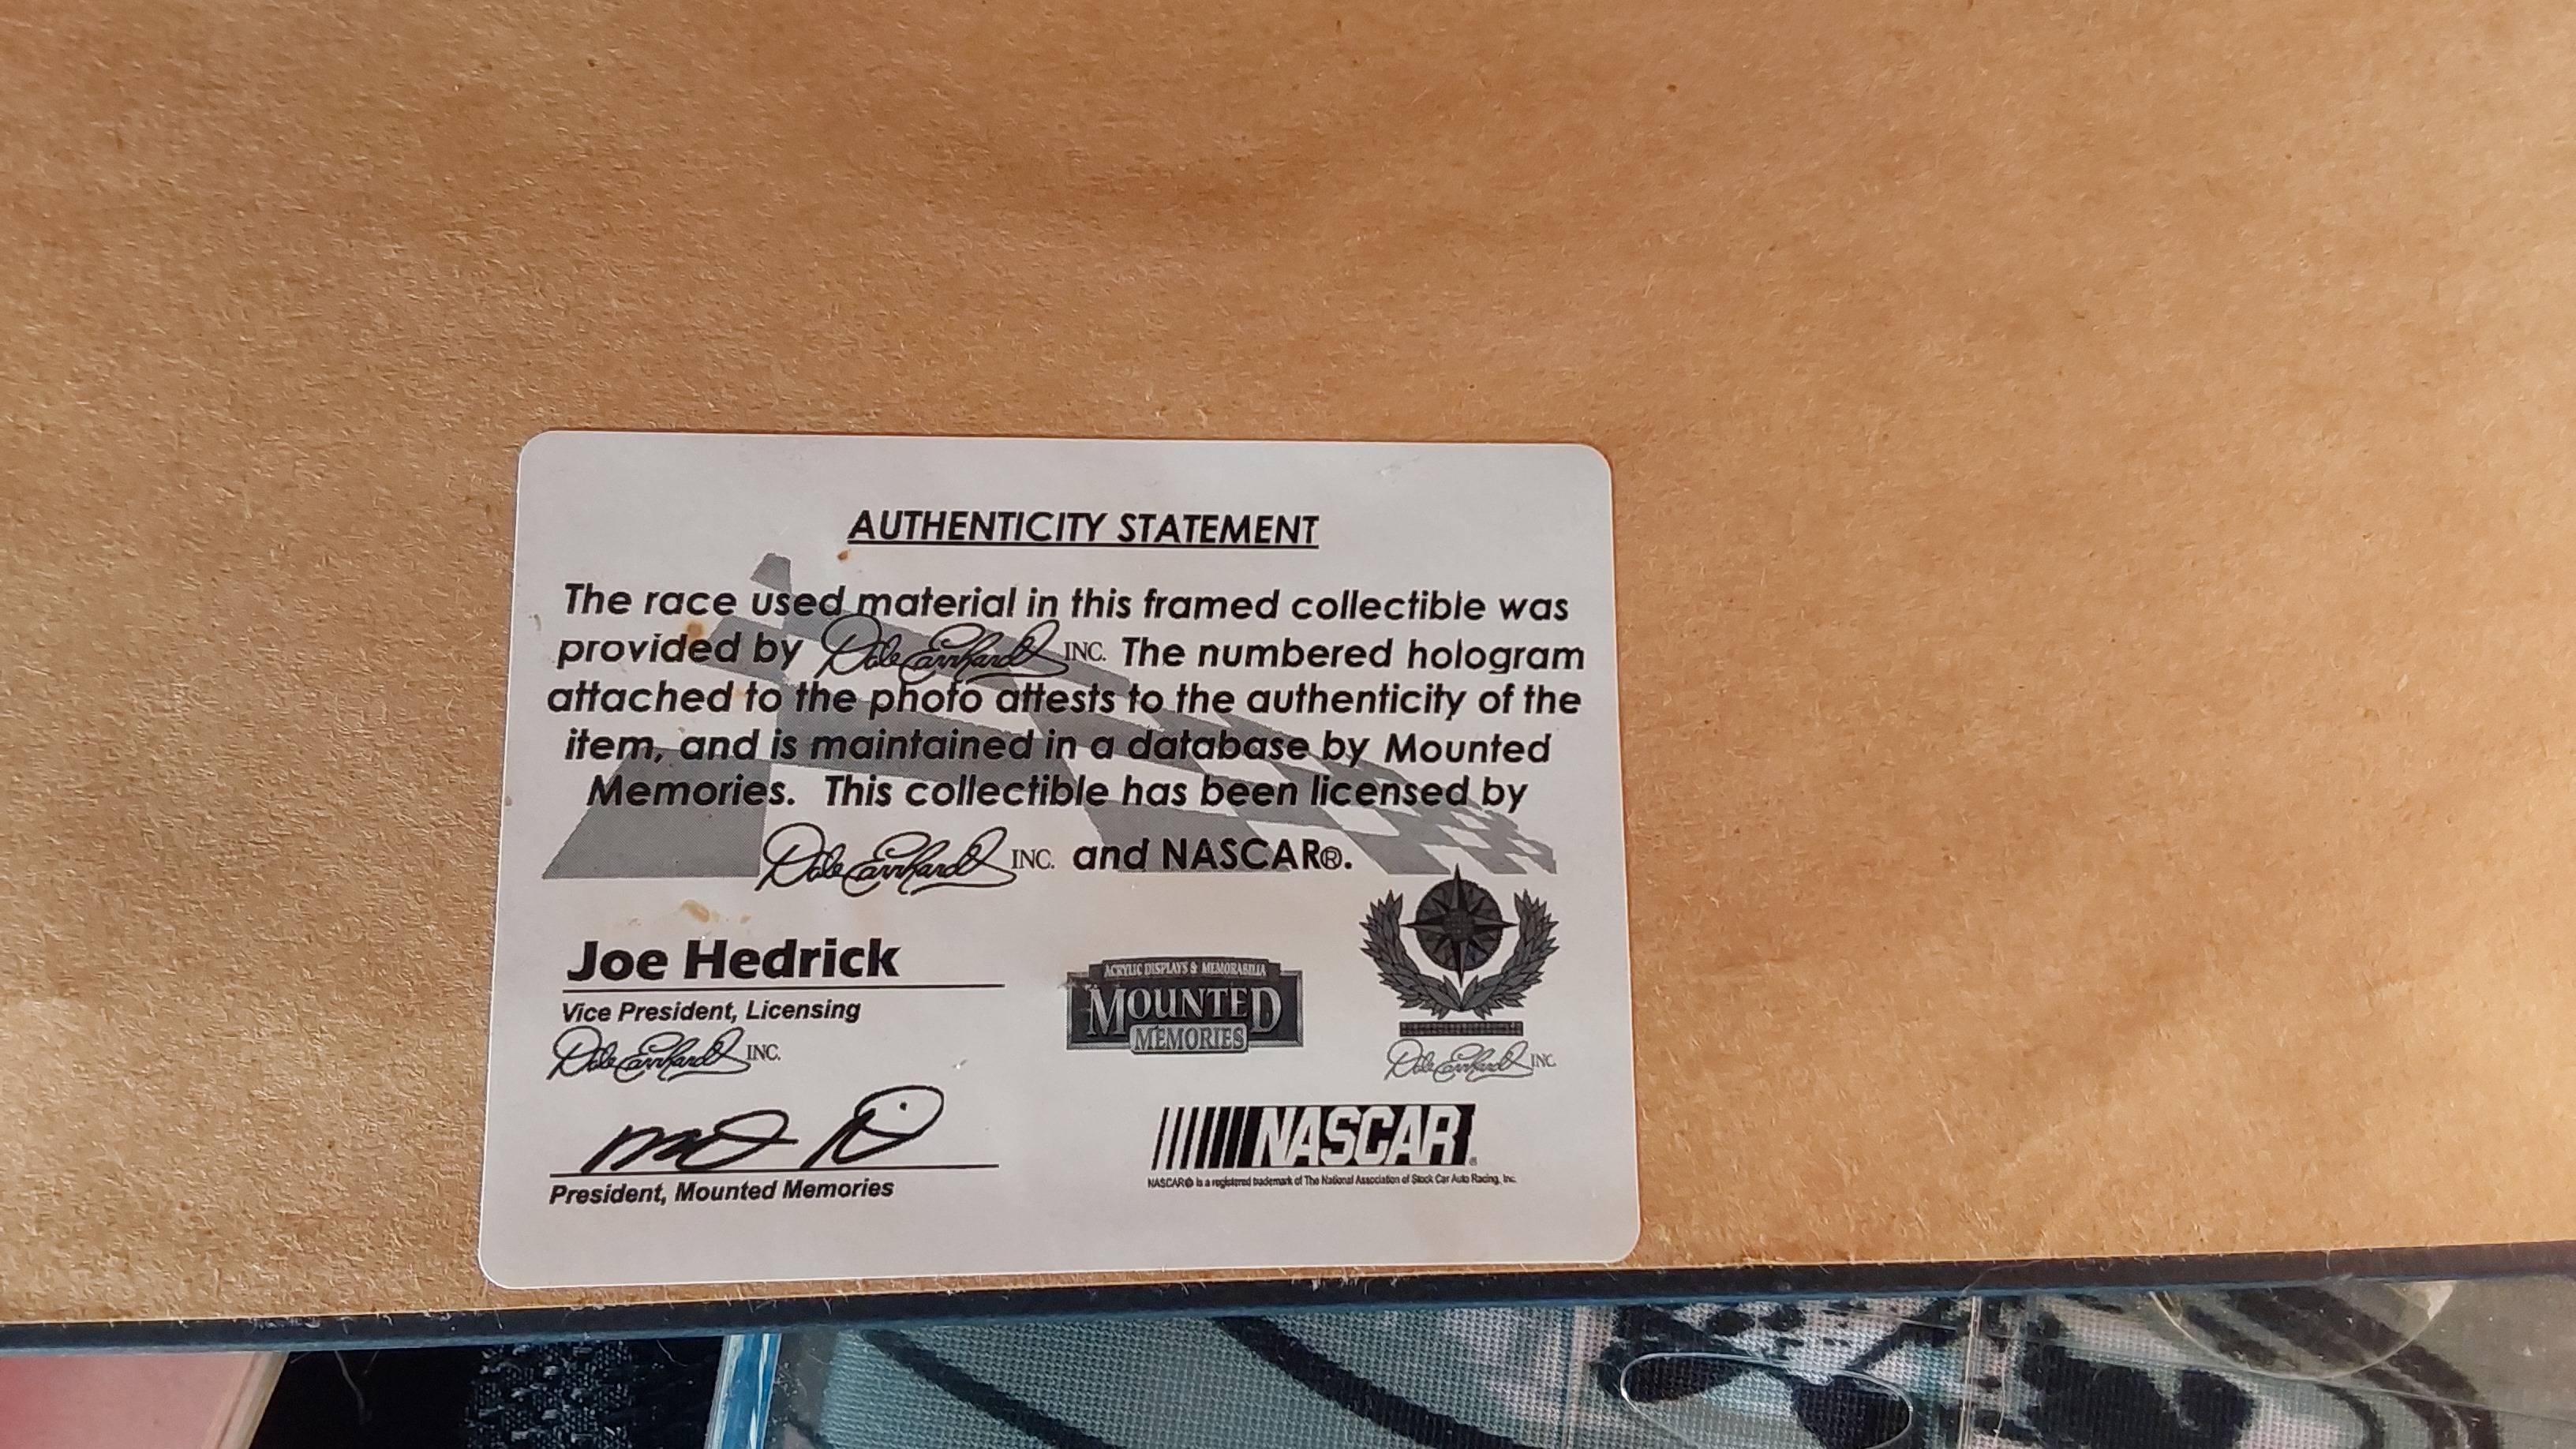 AUTHENTICITY STATEMENT
The race used material in this framed collectible was
provided by Dale Earnhardt INC. The numbered hologram
attached to the photo attests to the authenticity of the
item, and is maintained in a database by Mounted
Memories. This collectible has been licensed by
Dale Earnhardt INC. and NASCAR®.
Joe Hedrick
Vice President, Licensing
Dale Earnhardt INC.
ACRYLIC DISPLAYS & MEMORABILIA
MOUNTED
MEMORIES
Dale Earnhardt INC.
President, Mounted Memories
NASCAR®
NASCAR® is a registered trademark of The National Association of Stock Car Auto Racing, Inc.